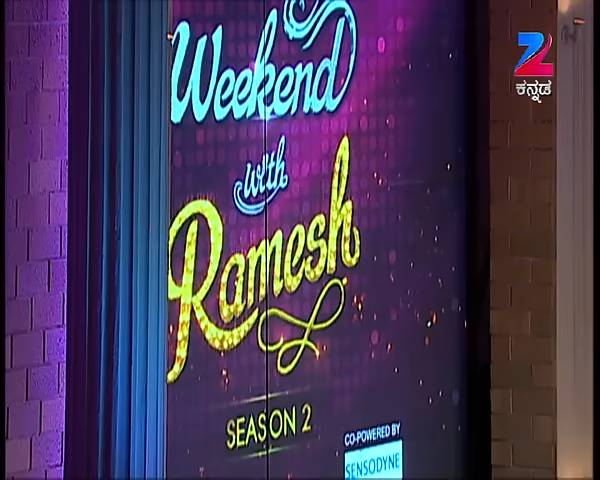 Weekend
with
Ramesh
SEASON 2
CO-POWERED BY
SENSODYNE
Z
ಕನ್ನಡ